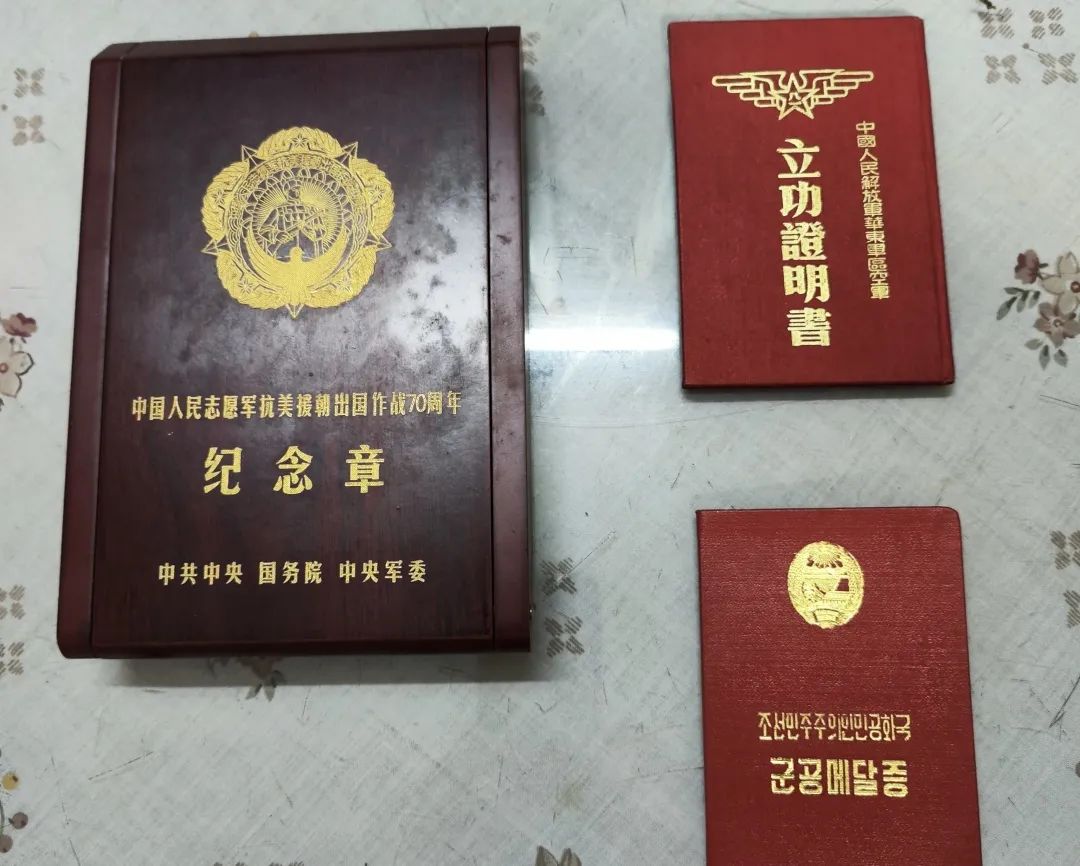 中国人民志愿军抗美援朝出国作战70周年
纪念章
中共中央 国务院 中央军委
中國人民解放軍華東軍區空軍
立功證明書
조선민주주의인민공화국
군공메달증